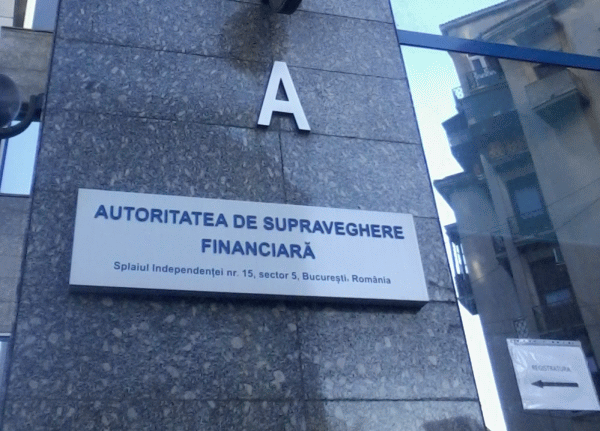 A
AUTORITATEA DE SUPRAVEGHERE
FINANCIARĂ
Splaiul Independenței nr. 15, sector 5, București, România
REGISTRATURA